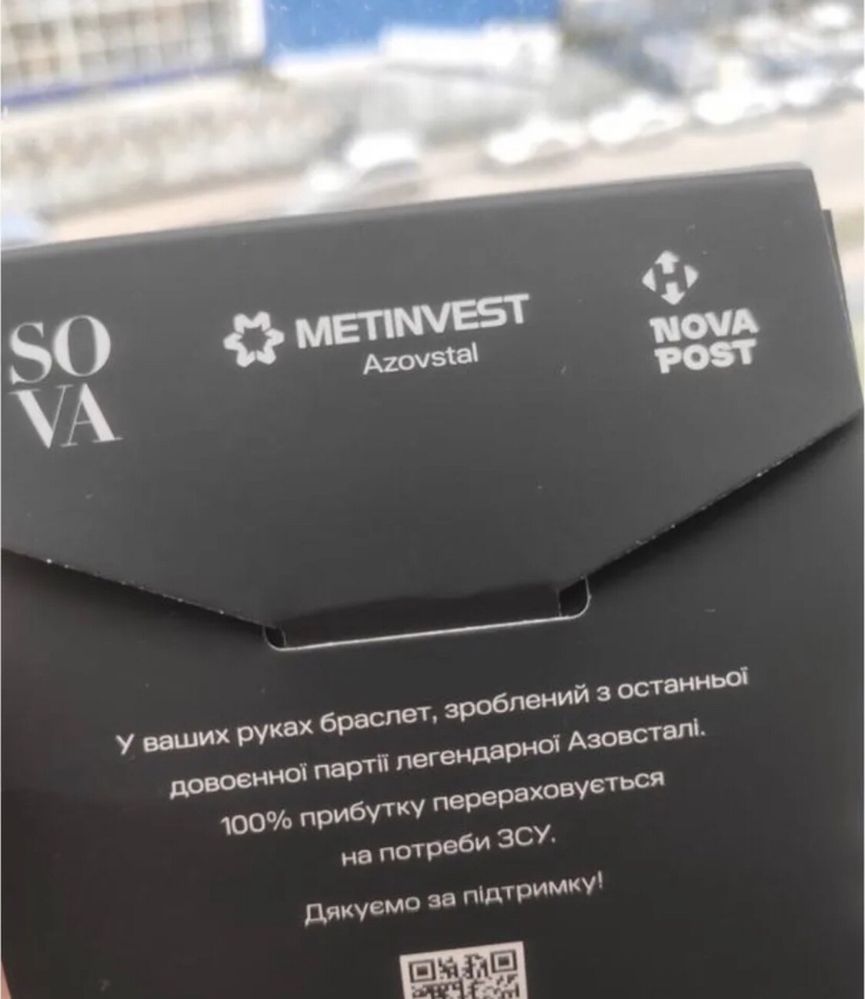 SO
VA
METINVEST
Azovstal
NOVA
POST
У ваших руках браслет, зроблений з останньої
довоєнної партії легендарної Азовсталі.
100% прибутку перераховується
на потреби ЗСУ.
Дякуємо за підтримку!